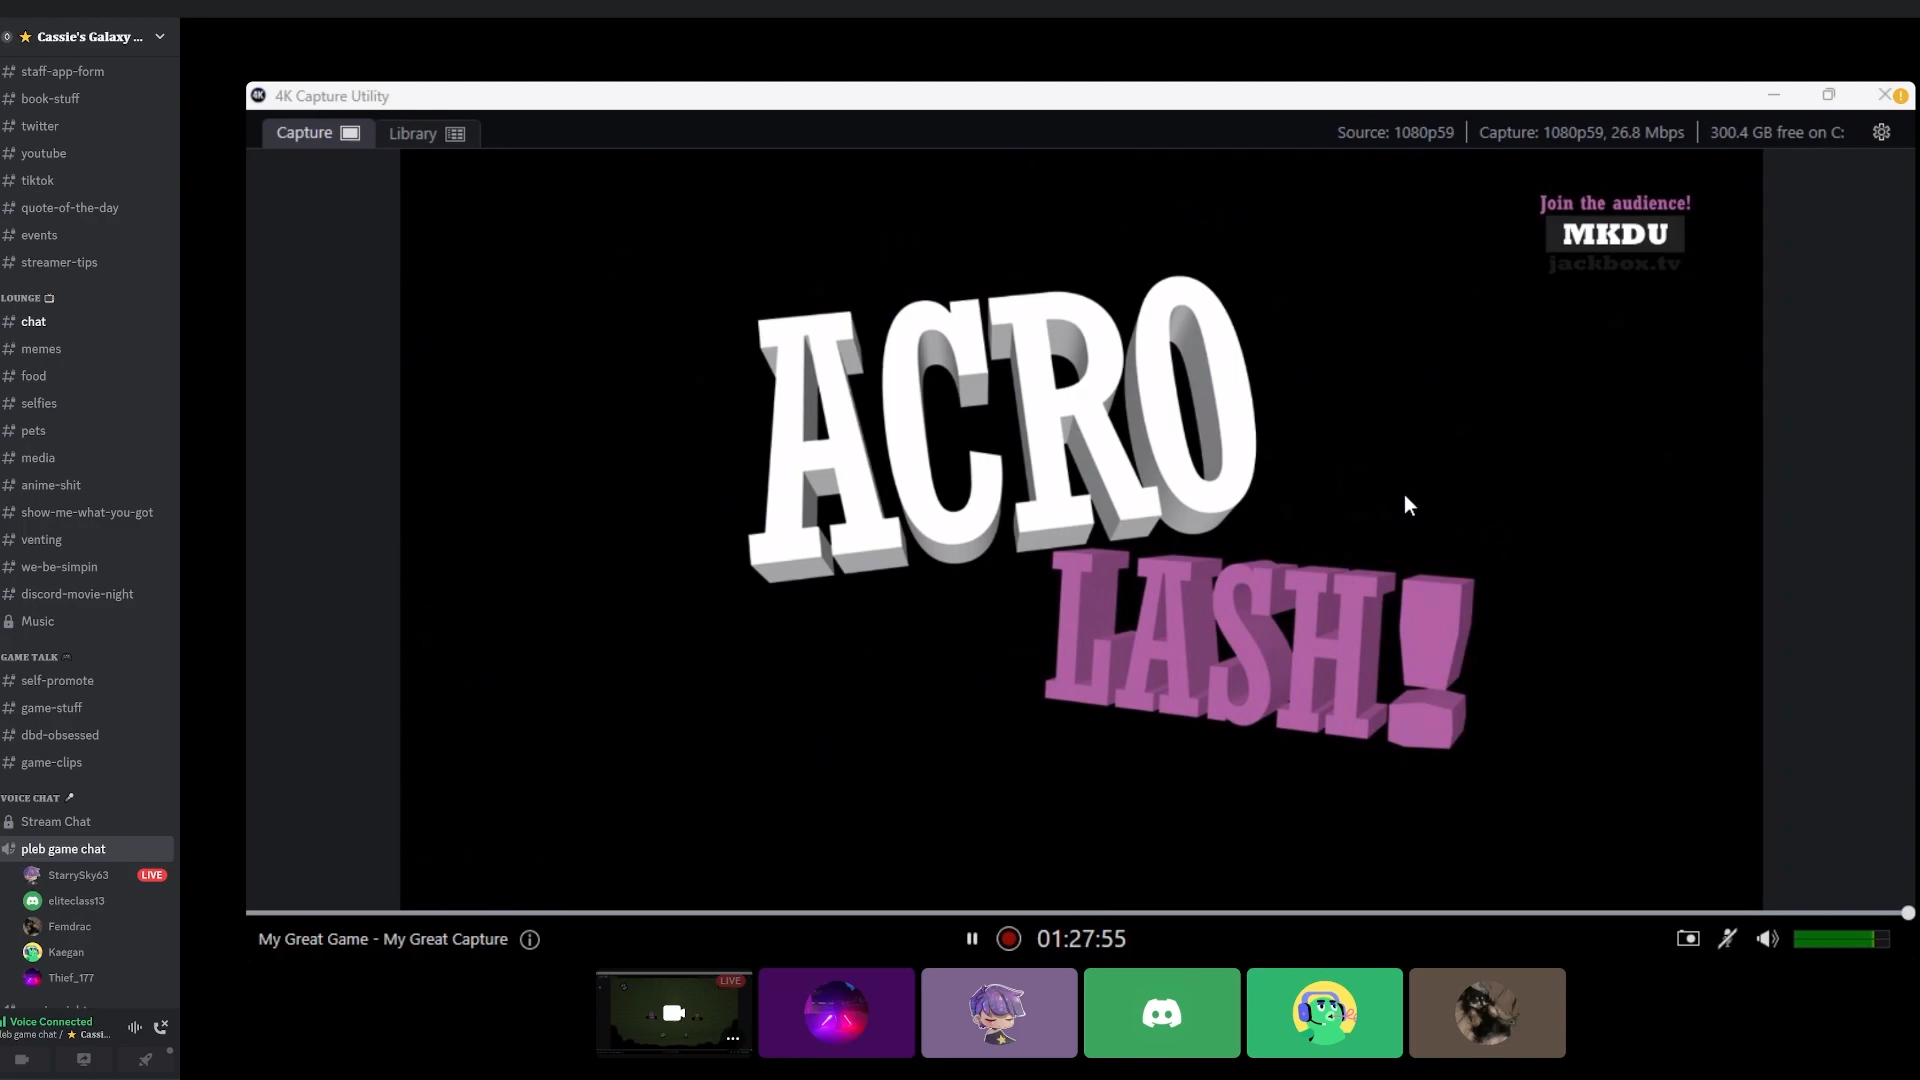 Cassie's Galaxy ...
staff-app-form
book-stuff
twitter
youtube
tiktok
quote-of-the-day
events
streamer-tips
LOUNGE
chat
memes
food
selfies
pets
media
anime-shit
show-me-what-you-got
venting
we-be-simpin
discord-movie-night
Music
GAME TALK
self-promote
game-stuff
dbd-obsessed
game-clips
VOICE CHAT
Stream Chat
pleb game chat
StarrySky63 LIVE
eliteclass13
Femdrac
Kaegan
Thief_177
Voice Connected
leb game chat / Cassi...
4K 4K Capture Utility
Capture Library Source: 1080p59 Capture: 1080p59, 26.8 Mbps 300.4 GB free on C:
Join the audience!
MKDU
jackbox.tv
ACRO
LASH!
My Great Game - My Great Capture 01:27:55
LIVE